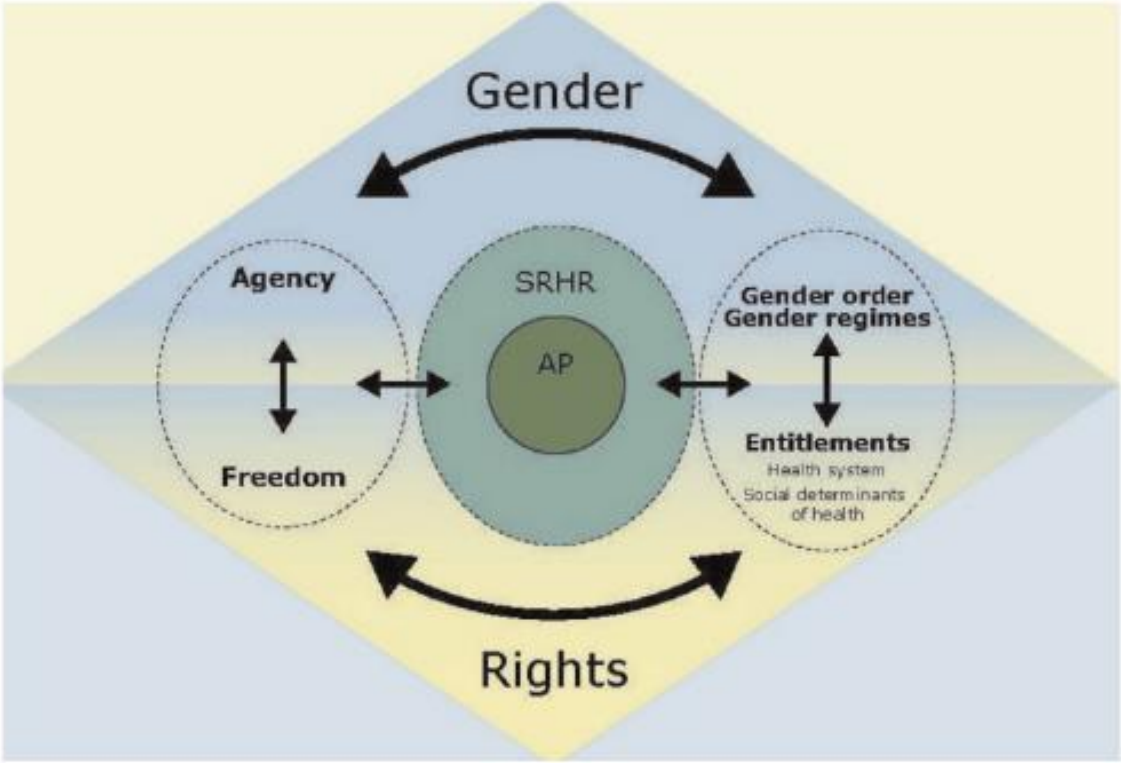 Gender
Agency
Freedom
SRHR
AP
Gender order
Gender regimes
Entitlements
Health system
Social determinants
of health
Rights